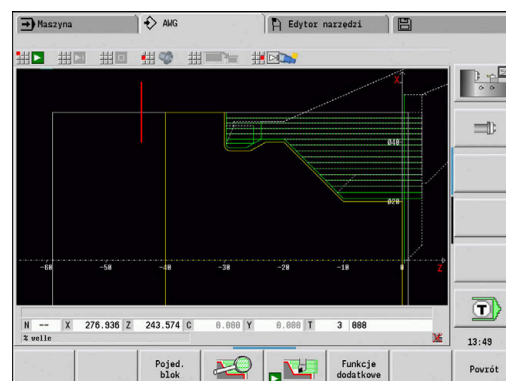 Maszyna
AWG
Edytor narzędzi
X
ø40
ø20
-60 -50 -40 -30 -20 -10 0 Z
N -- X 276.936 Z 243.574 C 0.000 Y 0.000 T 3 000
% welle
T
13:49
Pojed. blok
Funkcje dodatkowe
Powrót